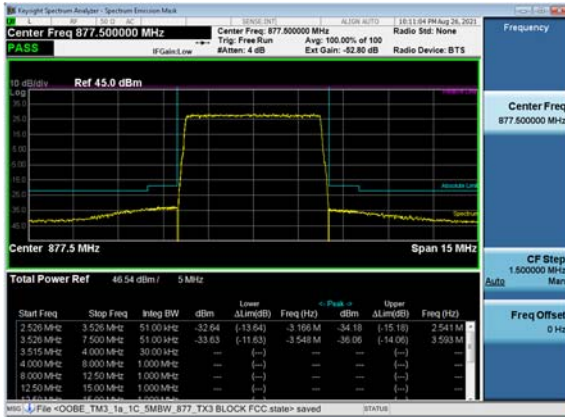 Keysight Spectrum Analyzer - Spectrum Emission Mask
RF 50 Ω AC SENSE:INT ALIGN AUTO 10:11:04 PM Aug 26, 2021
Center Freq 877.500000 MHz
Center Freq: 877.500000 MHz Radio Std: None
Trig: Free Run Avg: 100.00% of 100
PASS
IFGain:Low #Atten: 4 dB Ext Gain: -52.80 dB Radio Device: BTS
10 dB/div Ref 45.0 dBm
Log
35.0
25.0
15.0
5.00
-5.00
-15.0
-25.0
-35.0
-45.0
Absolute Limit
Spectrum
Center 877.5 MHz Span 15 MHz
Total Power Ref 46.54 dBm / 5 MHz
Lower <- Peak -> Upper
Start Freq Stop Freq Integ BW dBm ΔLim(dB) Freq (Hz) dBm ΔLim(dB) Freq (Hz)
2.526 MHz 3.526 MHz 51.00 kHz -32.64 (-13.64) -3.166 M -34.18 (-15.18) 2.541 M
3.526 MHz 7.500 MHz 51.00 kHz -33.63 (-11.63) -3.548 M -36.06 (-14.06) 3.593 M
3.515 MHz 4.000 MHz 30.00 kHz --- (---) --- --- (---) ---
4.000 MHz 8.000 MHz 1.000 MHz --- (---) --- --- (---) ---
8.000 MHz 12.50 MHz 1.000 MHz --- (---) --- --- (---) ---
12.50 MHz 15.00 MHz 1.000 MHz --- (---) --- --- (---) ---
MSG File <OOBE_TM3_1a_1C_5MBW_877_TX3 BLOCK FCC.state> saved STATUS
Frequency
Center Freq
877.500000 MHz
CF Step
1.500000 MHz
Auto Man
Freq Offset
0 Hz